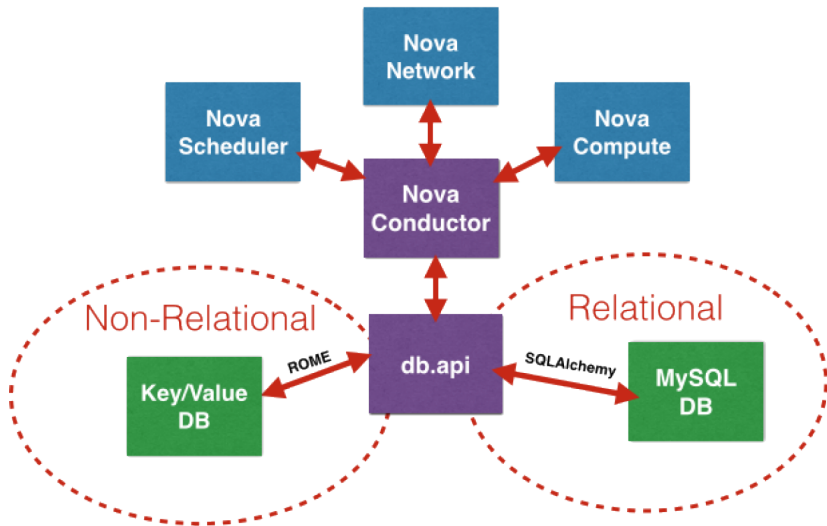 Nova
Network
Nova
Scheduler
Nova
Compute
Nova
Conductor
Non-Relational
Relational
ROME
db.api
SQLAlchemy
Key/Value
DB
MySQL
DB